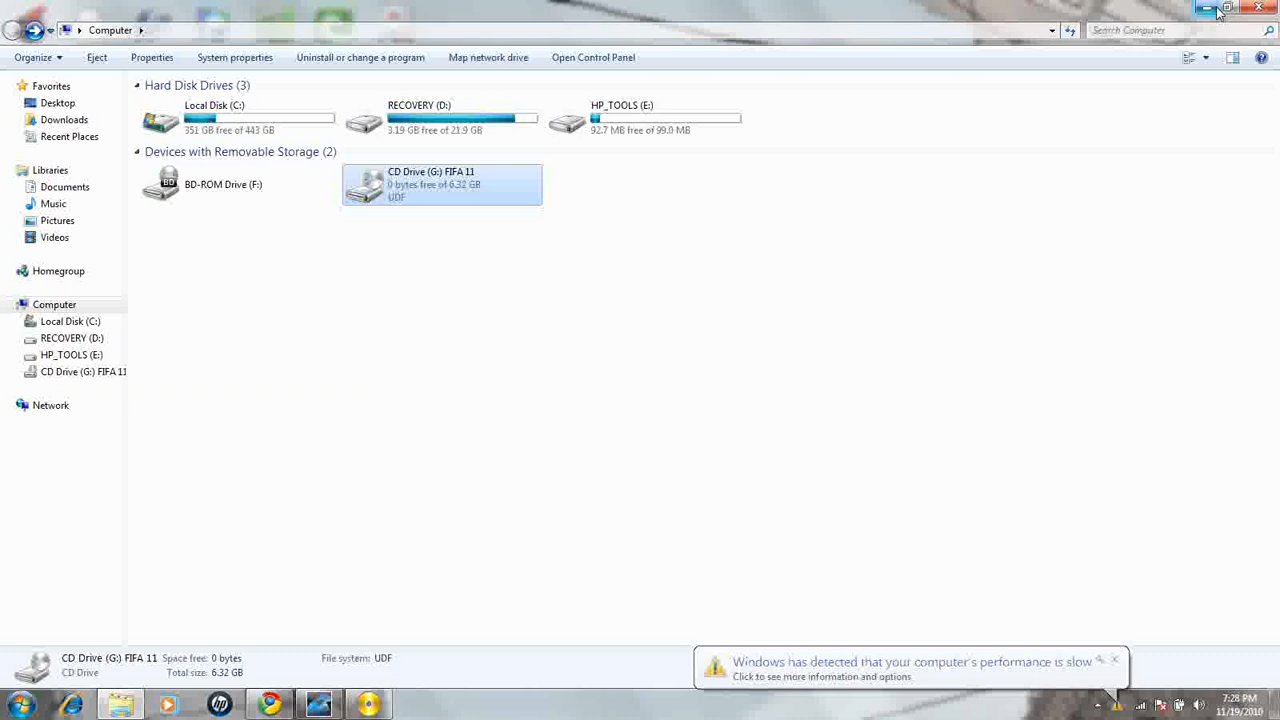 Computer
Search Computer
Organize
Eject
Properties
System properties
Uninstall or change a program
Map network drive
Open Control Panel
Favorites
Desktop
Downloads
Recent Places
Libraries
Documents
Music
Pictures
Videos
Homegroup
Computer
Local Disk (C:)
RECOVERY (D:)
HP_TOOLS (E:)
CD Drive (G:) FIFA 11
Network
Hard Disk Drives (3)
Local Disk (C:)
351 GB free of 443 GB
RECOVERY (D:)
3.19 GB free of 21.9 GB
HP_TOOLS (E:)
92.7 MB free of 99.0 MB
Devices with Removable Storage (2)
BD
BD-ROM Drive (F:)
CD Drive (G:) FIFA 11
0 bytes free of 6.32 GB
UDF
CD Drive (G:) FIFA 11 Space free: 0 bytes File system: UDF
CD Drive Total size: 6.32 GB
Windows has detected that your computer's performance is slow
Click to see more information and options
hp
7:28 PM
11/19/2010